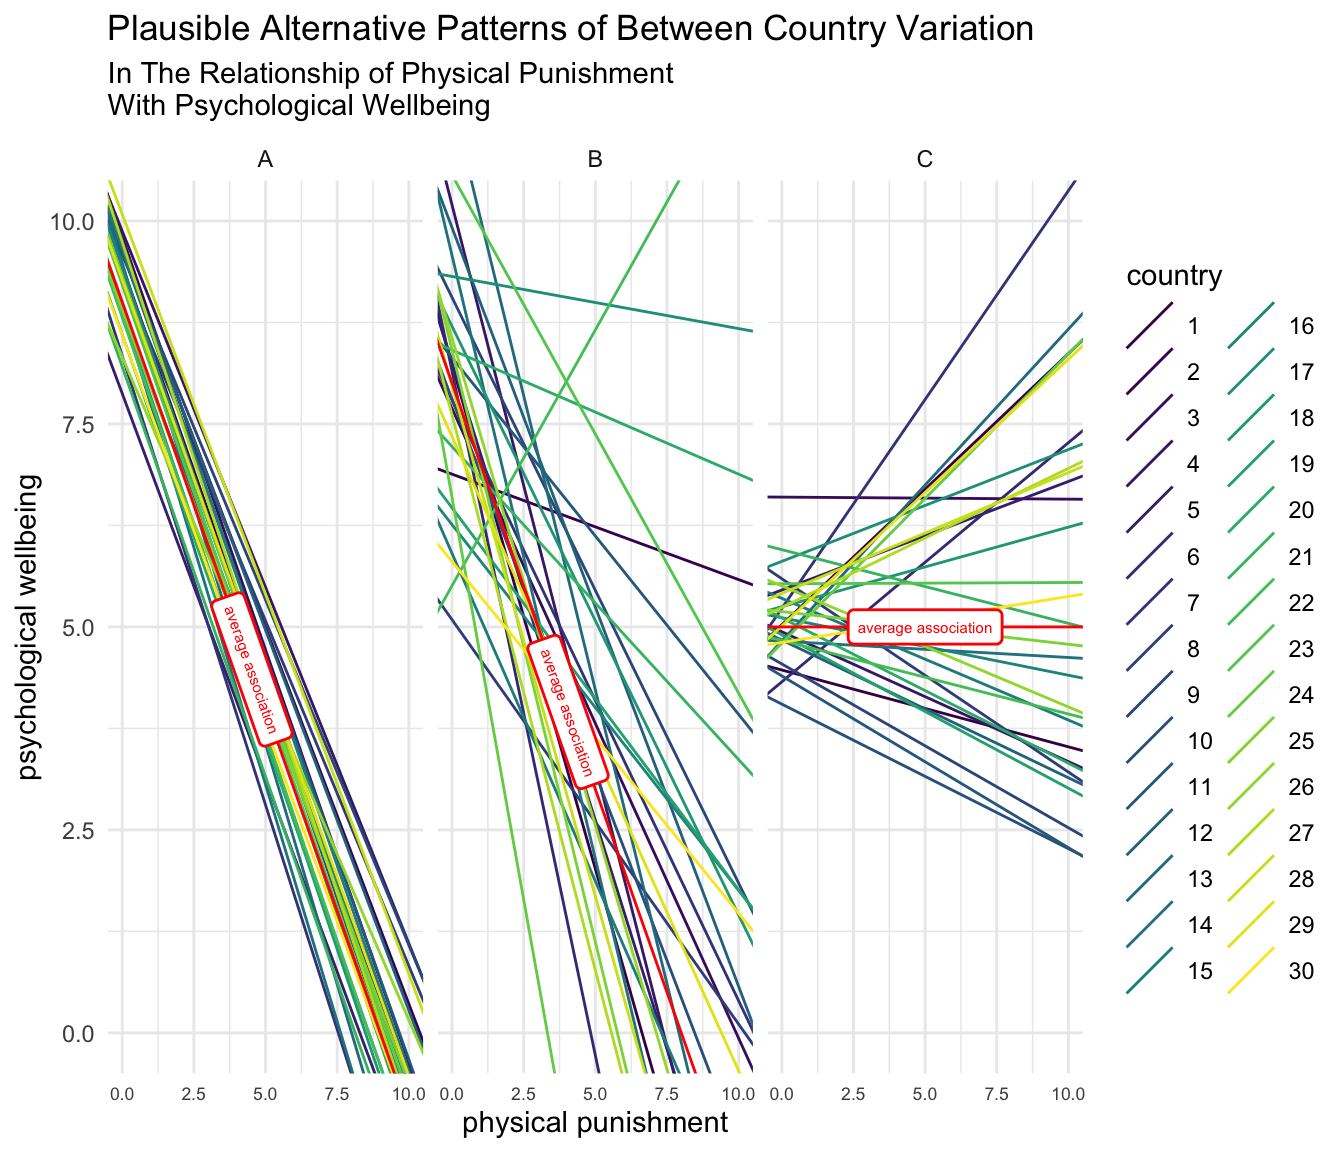 Plausible Alternative Patterns of Between Country Variation
In The Relationship of Physical Punishment
With Psychological Wellbeing
A
B
C
psychological wellbeing
10.0
7.5
5.0
2.5
0.0
average association
average association
average association
0.0 2.5 5.0 7.5 10.0
0.0 2.5 5.0 7.5 10.0
0.0 2.5 5.0 7.5 10.0
physical punishment
country
1
2
3
4
5
6
7
8
9
10
11
12
13
14
15
16
17
18
19
20
21
22
23
24
25
26
27
28
29
30